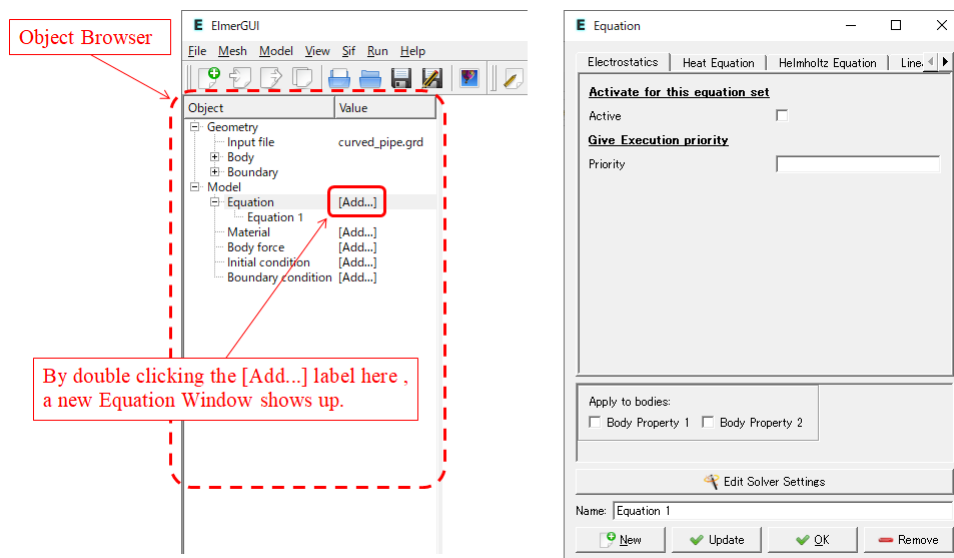 Object Browser
ElmerGUI
File Mesh Model View Sif Run Help
Object Value
Geometry
Input file curved_pipe.grd
Body
Boundary
Model
Equation [Add...]
Equation 1
Material [Add...]
Body force [Add...]
Initial condition [Add...]
Boundary condition [Add...]
By double clicking the [Add...] label here ,
a new Equation Window shows up.
Equation
Electrostatics Heat Equation Helmholtz Equation Line
Activate for this equation set
Active
Give Execution priority
Priority
Apply to bodies:
Body Property 1 Body Property 2
Edit Solver Settings
Name: Equation 1
New Update OK Remove